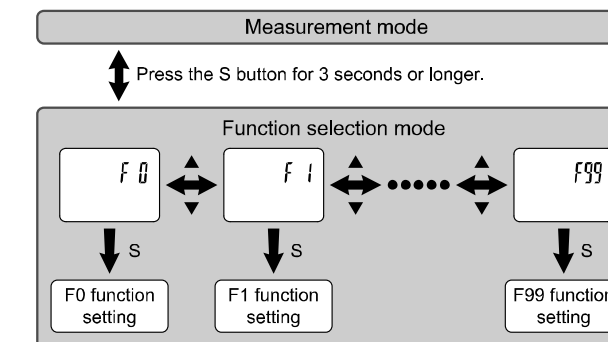 Measurement mode
Press the S button for 3 seconds or longer.
Function selection mode
F 0
F 1
F99
S
S
S
F0 function
setting
F1 function
setting
F99 function
setting